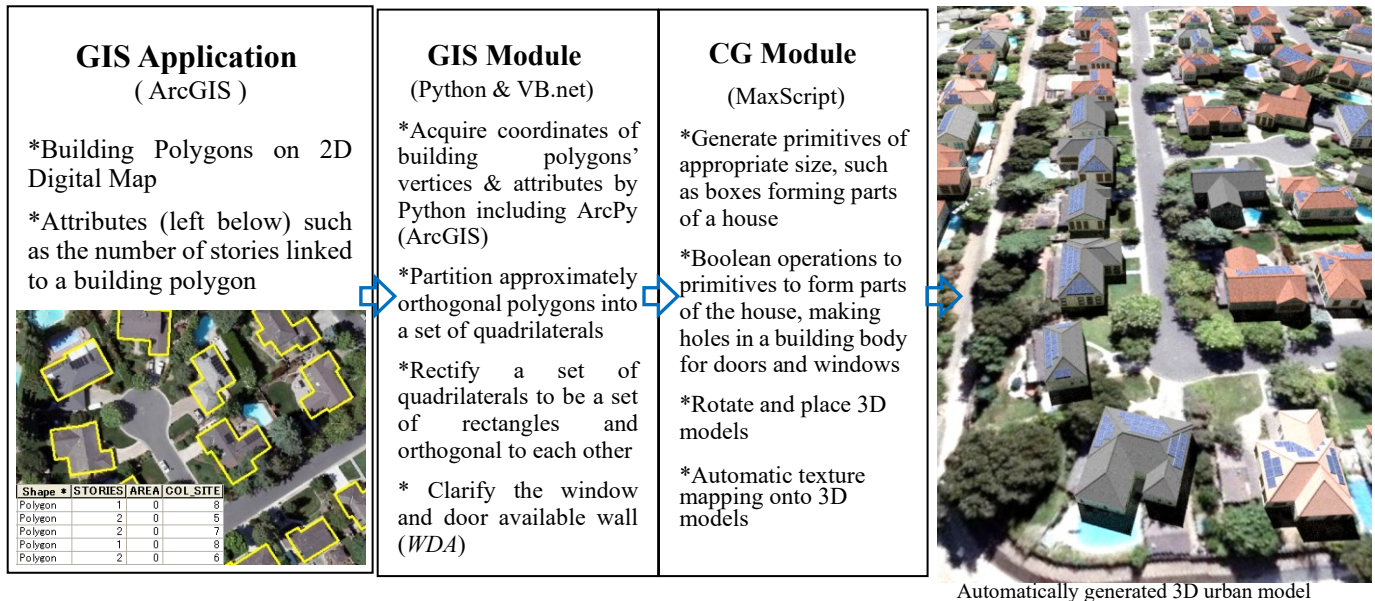 GIS Application
( ArcGIS )
*Building Polygons on 2D
Digital Map
*Attributes (left below) such
as the number of stories linked
to a building polygon
Shape * STORIES AREA COL_SITE
Polygon 1 0 8
Polygon 2 0 5
Polygon 2 0 7
Polygon 1 0 8
Polygon 2 0 6
GIS Module
(Python & VB.net)
*Acquire coordinates of
building polygons’
vertices & attributes by
Python including ArcPy
(ArcGIS)
*Partition approximately
orthogonal polygons into
a set of quadrilaterals
*Rectify a set of
quadrilaterals to be a set
of rectangles and
orthogonal to each other
* Clarify the window
and door available wall
(WDA)
CG Module
(MaxScript)
*Generate primitives of
appropriate size, such
as boxes forming parts
of a house
*Boolean operations to
primitives to form parts
of the house, making
holes in a building body
for doors and windows
*Rotate and place 3D
models
*Automatic texture
mapping onto 3D
models
Automatically generated 3D urban model